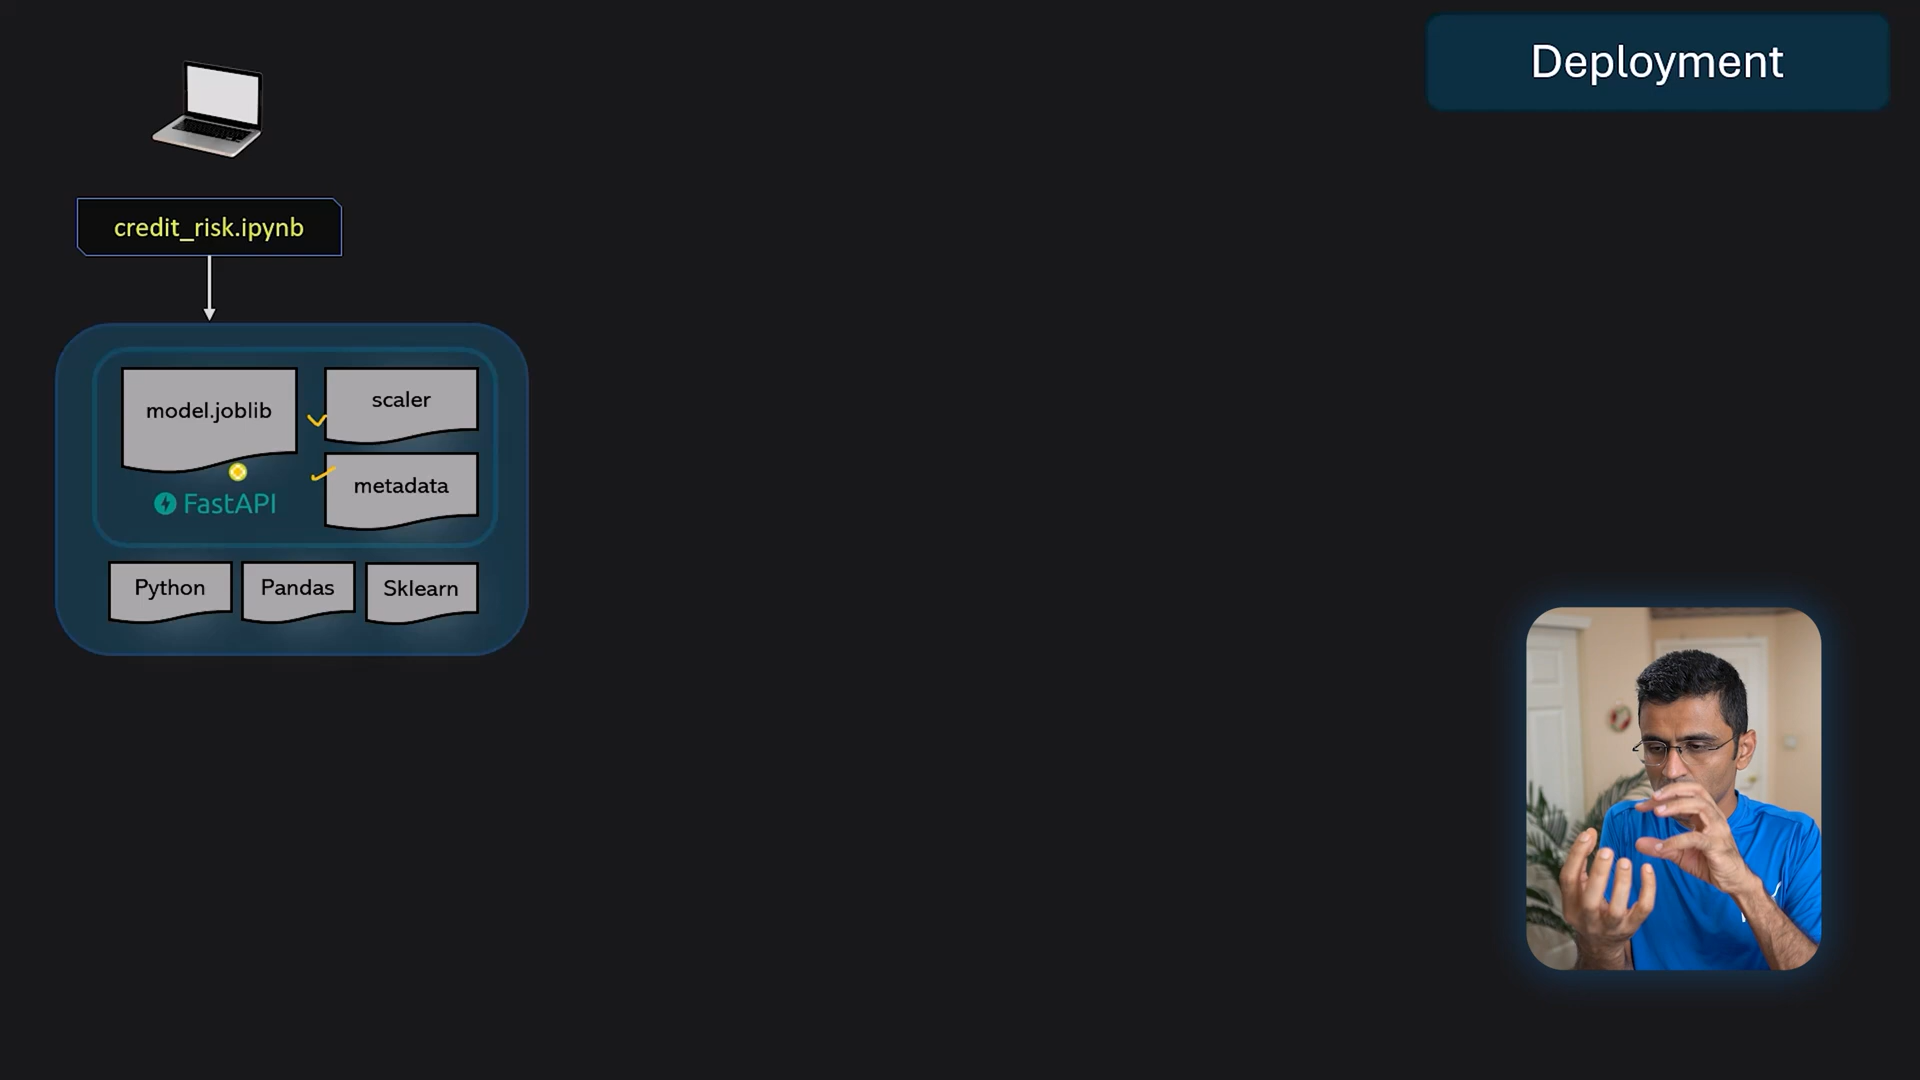 Deployment
credit_risk.ipynb
model.joblib
scaler
metadata
FastAPI
Python
Pandas
Sklearn